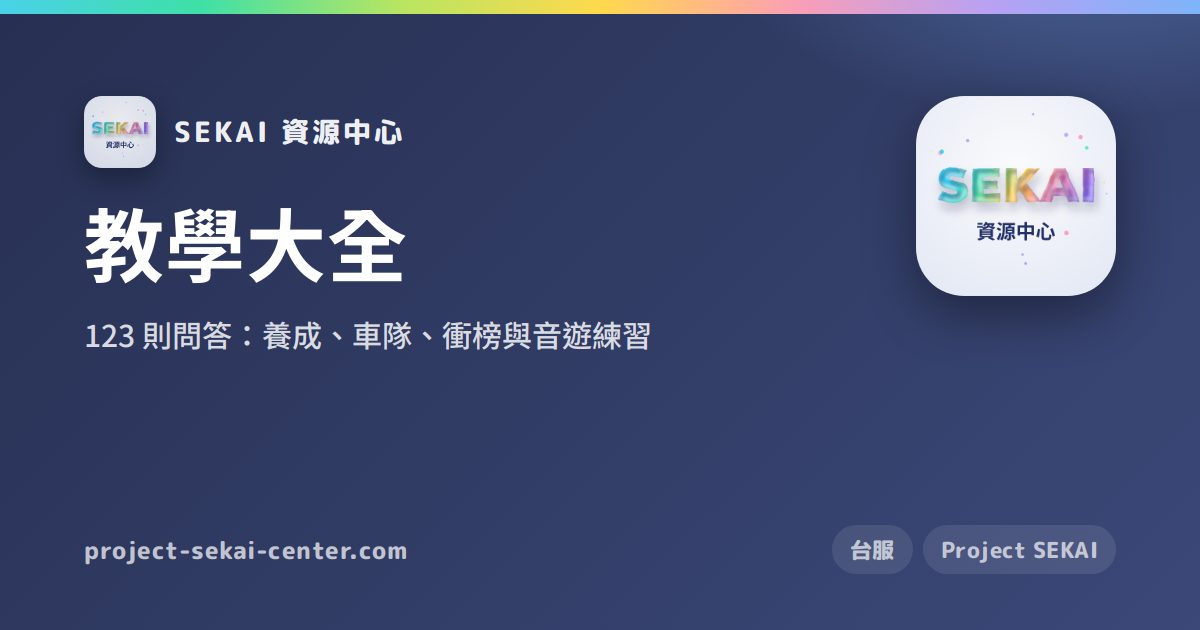 SEKAI
資源中心
SEKAI 資源中心
教學大全
123 則問答：養成、車隊、衝榜與音遊練習
SEKAI
資源中心
project-sekai-center.com
台服
Project SEKAI